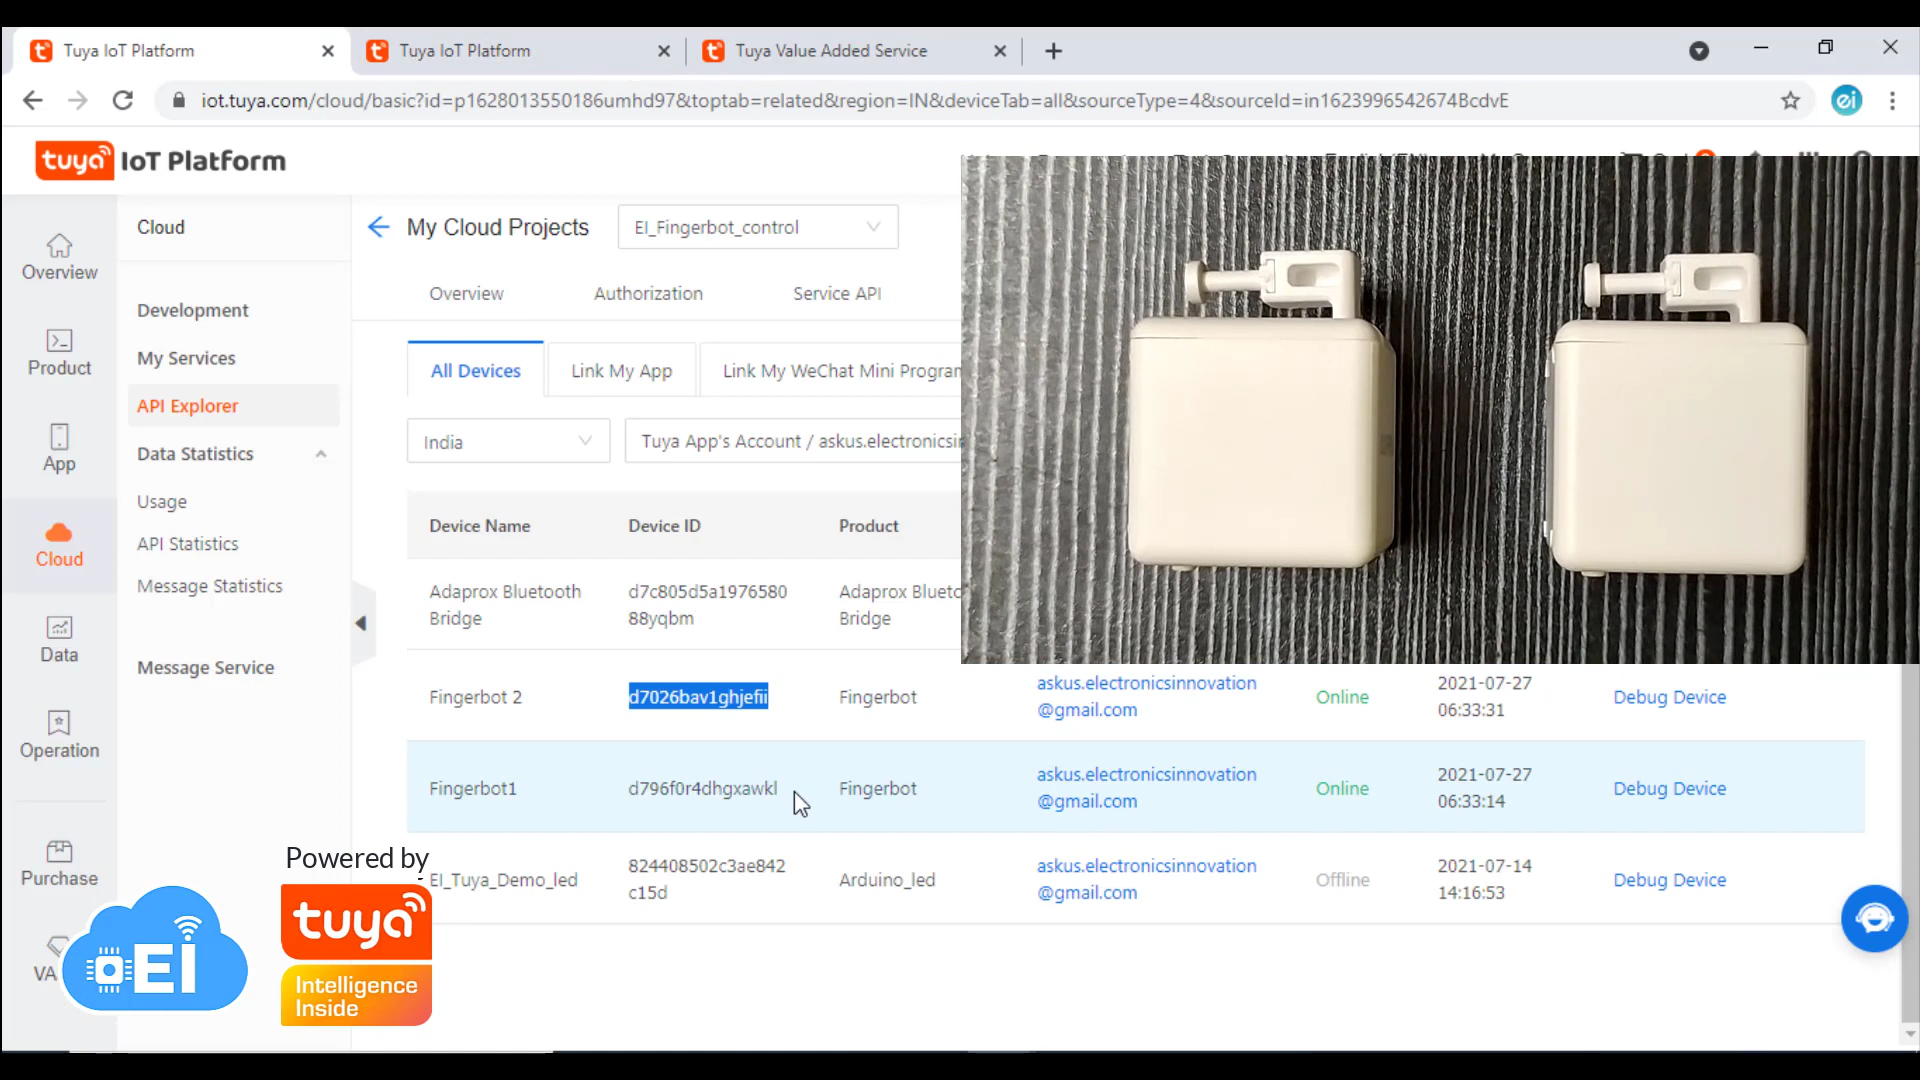 Tuya IoT Platform
Tuya IoT Platform
Tuya Value Added Service
iot.tuya.com/cloud/basic?id=p1628013550186umhd97&toptab=related&region=IN&deviceTab=all&sourceType=4&sourceId=in1623996542674BcdvE
ei
tuya IoT Platform
Overview
Product
App
Cloud
Data
Operation
Purchase
VA
Cloud
Development
My Services
API Explorer
Data Statistics
Usage
API Statistics
Message Statistics
Message Service
My Cloud Projects
EI_Fingerbot_control
Overview
Authorization
Service API
All Devices
Link My App
Link My WeChat Mini Program
India
Tuya App's Account / askus.electronicsin
Device Name
Device ID
Product
Adaprox Bluetooth
Bridge
d7c805d5a1976580
88yqbm
Adaprox Blueto
Bridge
Fingerbot 2
d7026bav1ghjefii
Fingerbot
askus.electronicsinnovation
@gmail.com
Online
2021-07-27
06:33:31
Debug Device
Fingerbot1
d796f0r4dhgxawkl
Fingerbot
askus.electronicsinnovation
@gmail.com
Online
2021-07-27
06:33:14
Debug Device
EI_Tuya_Demo_led
824408502c3ae842
c15d
Arduino_led
askus.electronicsinnovation
@gmail.com
Offline
2021-07-14
14:16:53
Debug Device
Powered by
EI
tuya
Intelligence
Inside